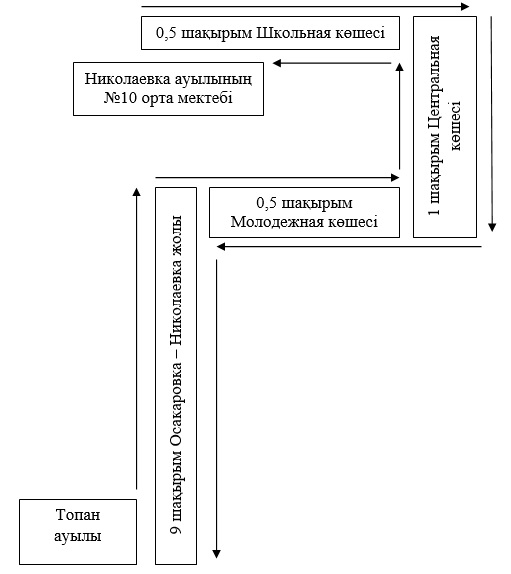 0,5 шақырым Школьная көшесі
Николаевка ауылының
№10 орта мектебі
1 шақырым Центральная
көшесі
0,5 шақырым
Молодежная көшесі
9 шақырым Осакаровка – Николаевка жолы
Топан
ауылы